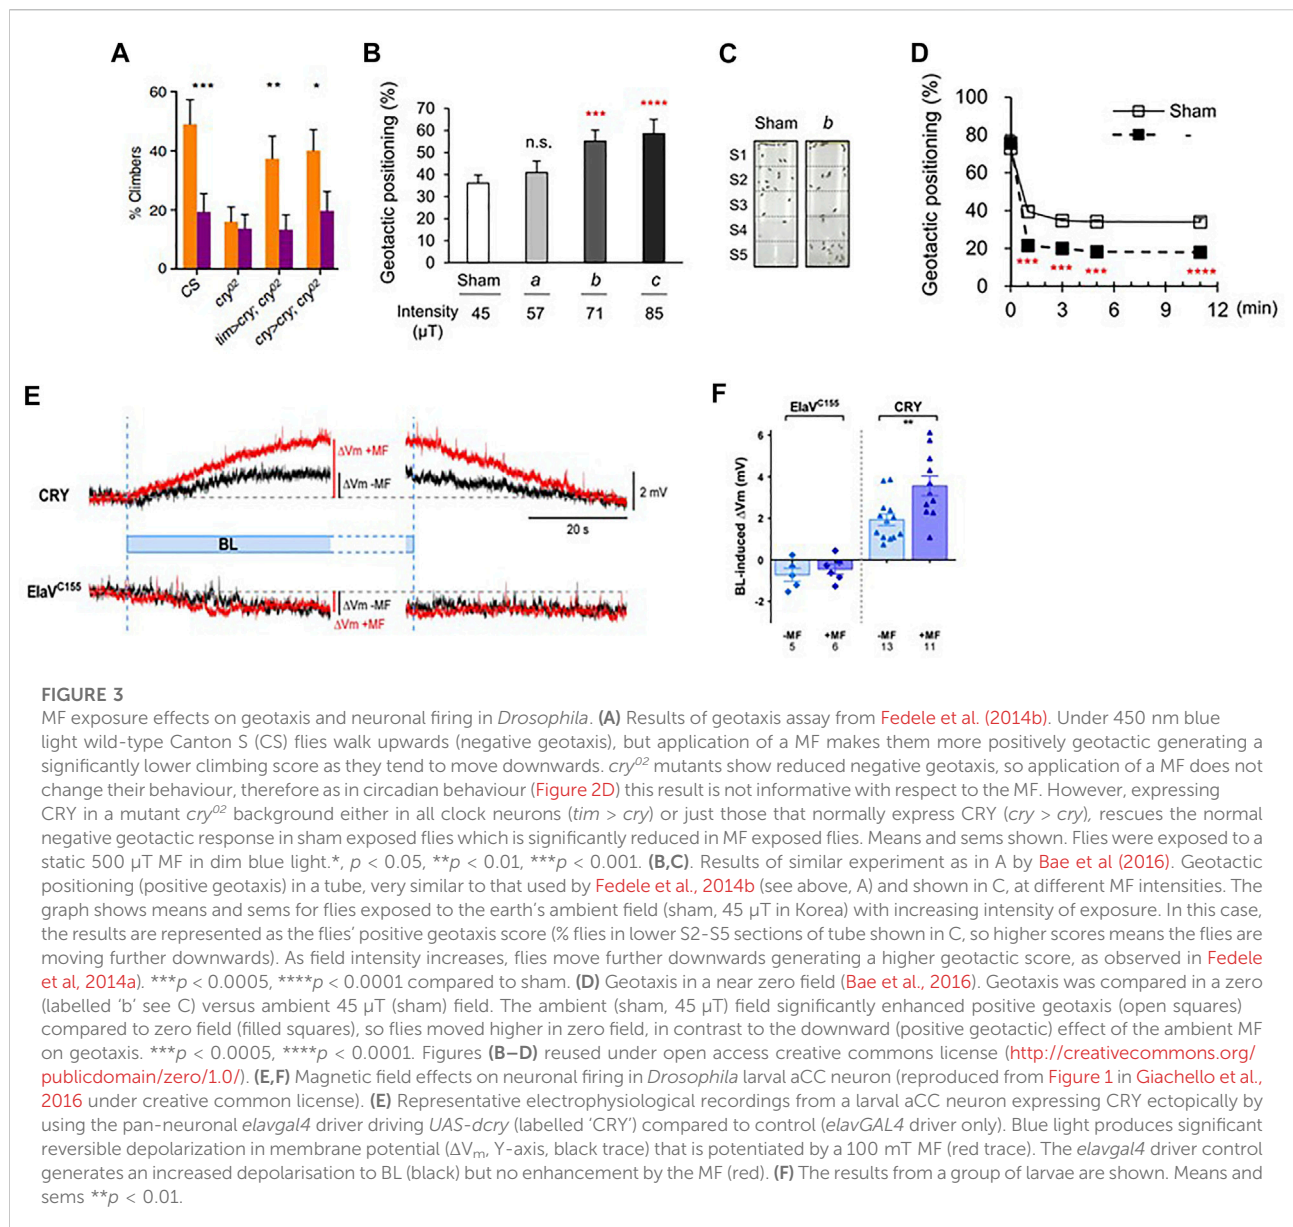 A
% Climbers
60
40
20
0
***
**
*
CS
cry02
tim>cry; cry02
cry>cry; cry02
B
Geotactic positioning (%)
70
60
50
40
30
20
10
0
n.s.
***
****
Sham a b c
Intensity (μT) 45 57 71 85
C
Sham b
S1
S2
S3
S4
S5
D
Geotactic positioning (%)
100
80
60
40
20
0
Sham
-
*** *** *** ****
0 3 6 9 12 (min)
E
CRY
ΔVm +MF
ΔVm -MF
2 mV
20 s
BL
ElaVC155
ΔVm -MF
ΔVm +MF
F
ElaVC155 CRY
**
BL-induced ΔVm (mV)
6
4
2
0
-2
-MF +MF -MF +MF
5 6 13 11
FIGURE 3
MF exposure effects on geotaxis and neuronal firing in Drosophila. (A) Results of geotaxis assay from Fedele et al. (2014b). Under 450 nm blue
light wild-type Canton S (CS) flies walk upwards (negative geotaxis), but application of a MF makes them more positively geotactic generating a
significantly lower climbing score as they tend to move downwards. cry02 mutants show reduced negative geotaxis, so application of a MF does not
change their behaviour, therefore as in circadian behaviour (Figure 2D) this result is not informative with respect to the MF. However, expressing
CRY in a mutant cry02 background either in all clock neurons (tim > cry) or just those that normally express CRY (cry > cry), rescues the normal
negative geotactic response in sham exposed flies which is significantly reduced in MF exposed flies. Means and sems shown. Flies were exposed to a
static 500 μT MF in dim blue light.*, p < 0.05, **p < 0.01, ***p < 0.001. (B,C). Results of similar experiment as in A by Bae et al (2016). Geotactic
positioning (positive geotaxis) in a tube, very similar to that used by Fedele et al., 2014b (see above, A) and shown in C, at different MF intensities. The
graph shows means and sems for flies exposed to the earth's ambient field (sham, 45 μT in Korea) with increasing intensity of exposure. In this case,
the results are represented as the flies' positive geotaxis score (% flies in lower S2-S5 sections of tube shown in C, so higher scores means the flies are
moving further downwards). As field intensity increases, flies move further downwards generating a higher geotactic score, as observed in Fedele
et al, 2014a). ***p < 0.0005, ****p < 0.0001 compared to sham. (D) Geotaxis in a near zero field (Bae et al., 2016). Geotaxis was compared in a zero
(labelled 'b' see C) versus ambient 45 μT (sham) field. The ambient (sham, 45 μT) field significantly enhanced positive geotaxis (open squares)
compared to zero field (filled squares), so flies moved higher in zero field, in contrast to the downward (positive geotactic) effect of the ambient MF
on geotaxis. ***p < 0.0005, ****p < 0.0001. Figures (B–D) reused under open access creative commons license (http://creativecommons.org/
publicdomain/zero/1.0/). (E,F) Magnetic field effects on neuronal firing in Drosophila larval aCC neuron (reproduced from Figure 1 in Giachello et al.,
2016 under creative common license). (E) Representative electrophysiological recordings from a larval aCC neuron expressing CRY ectopically by
using the pan-neuronal elavgal4 driver driving UAS-dcry (labelled 'CRY') compared to control (elavGAL4 driver only). Blue light produces significant
reversible depolarization in membrane potential (ΔVm, Y-axis, black trace) that is potentiated by a 100 mT MF (red trace). The elavgal4 driver control
generates an increased depolarisation to BL (black) but no enhancement by the MF (red). (F) The results from a group of larvae are shown. Means and
sems **p < 0.01.